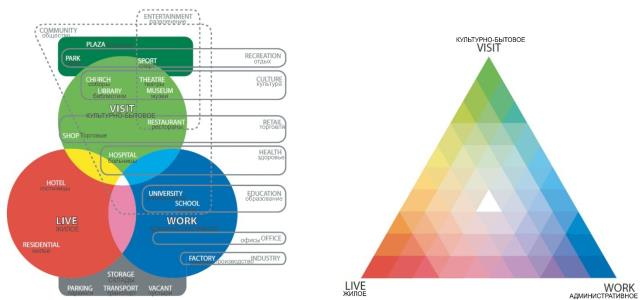 ENTERTAINMENT
развлечение
COMMUNITY
общество
PLAZA
PARK
SPORT
RECREATION
отдых
CHURCH
THEATRE
LIBRARY
библиотеки
MUSEUM
музеи
CULTURE
культура
VISIT
КУЛЬТУРНО-БЫТОВОЕ
RESTAURANT
рестораны
SHOP торговые
RETAIL
торговля
HOSPITAL
больницы
HEALTH
здоровье
HOTEL
гостиницы
UNIVERSITY
SCHOOL
EDUCATION
образование
LIVE
ЖИЛОЕ
WORK
RESIDENTIAL
жилье
офисы OFFICE
FACTORY
производство
INDUSTRY
STORAGE
PARKING
TRANSPORT
VACANT
КУЛЬТУРНО-БЫТОВОЕ
VISIT
LIVE
ЖИЛОЕ
WORK
АДМИНИСТРАТИВНОЕ